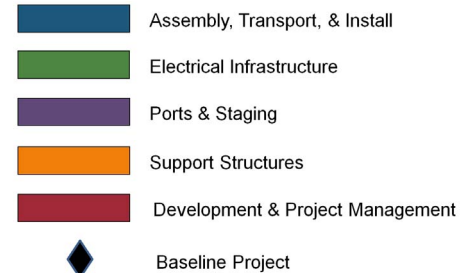 Assembly, Transport, & Install
Electrical Infrastructure
Ports & Staging
Support Structures
Development & Project Management
Baseline Project